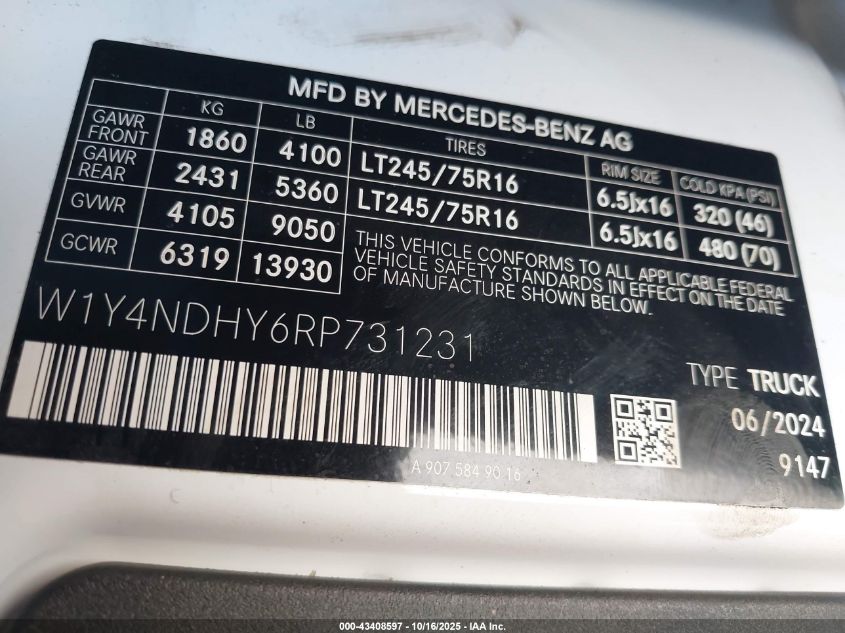 MFD BY MERCEDES-BENZ AG
KG LB TIRES RIM SIZE COLD KPA (PSI)
GAWR FRONT 1860 4100 LT245/75R16 6.5Jx16 320 (46)
GAWR REAR 2431 5360 LT245/75R16 6.5Jx16 480 (70)
GVWR 4105 9050
GCWR 6319 13930
THIS VEHICLE CONFORMS TO ALL APPLICABLE FEDERAL
VEHICLE SAFETY STANDARDS IN EFFECT ON THE DATE
OF MANUFACTURE SHOWN BELOW.
W1Y4NDHY6RP731231
TYPE TRUCK
06/2024
9147
A 907 584 90 16
000-43408597 - 10/16/2025 - IAA Inc.